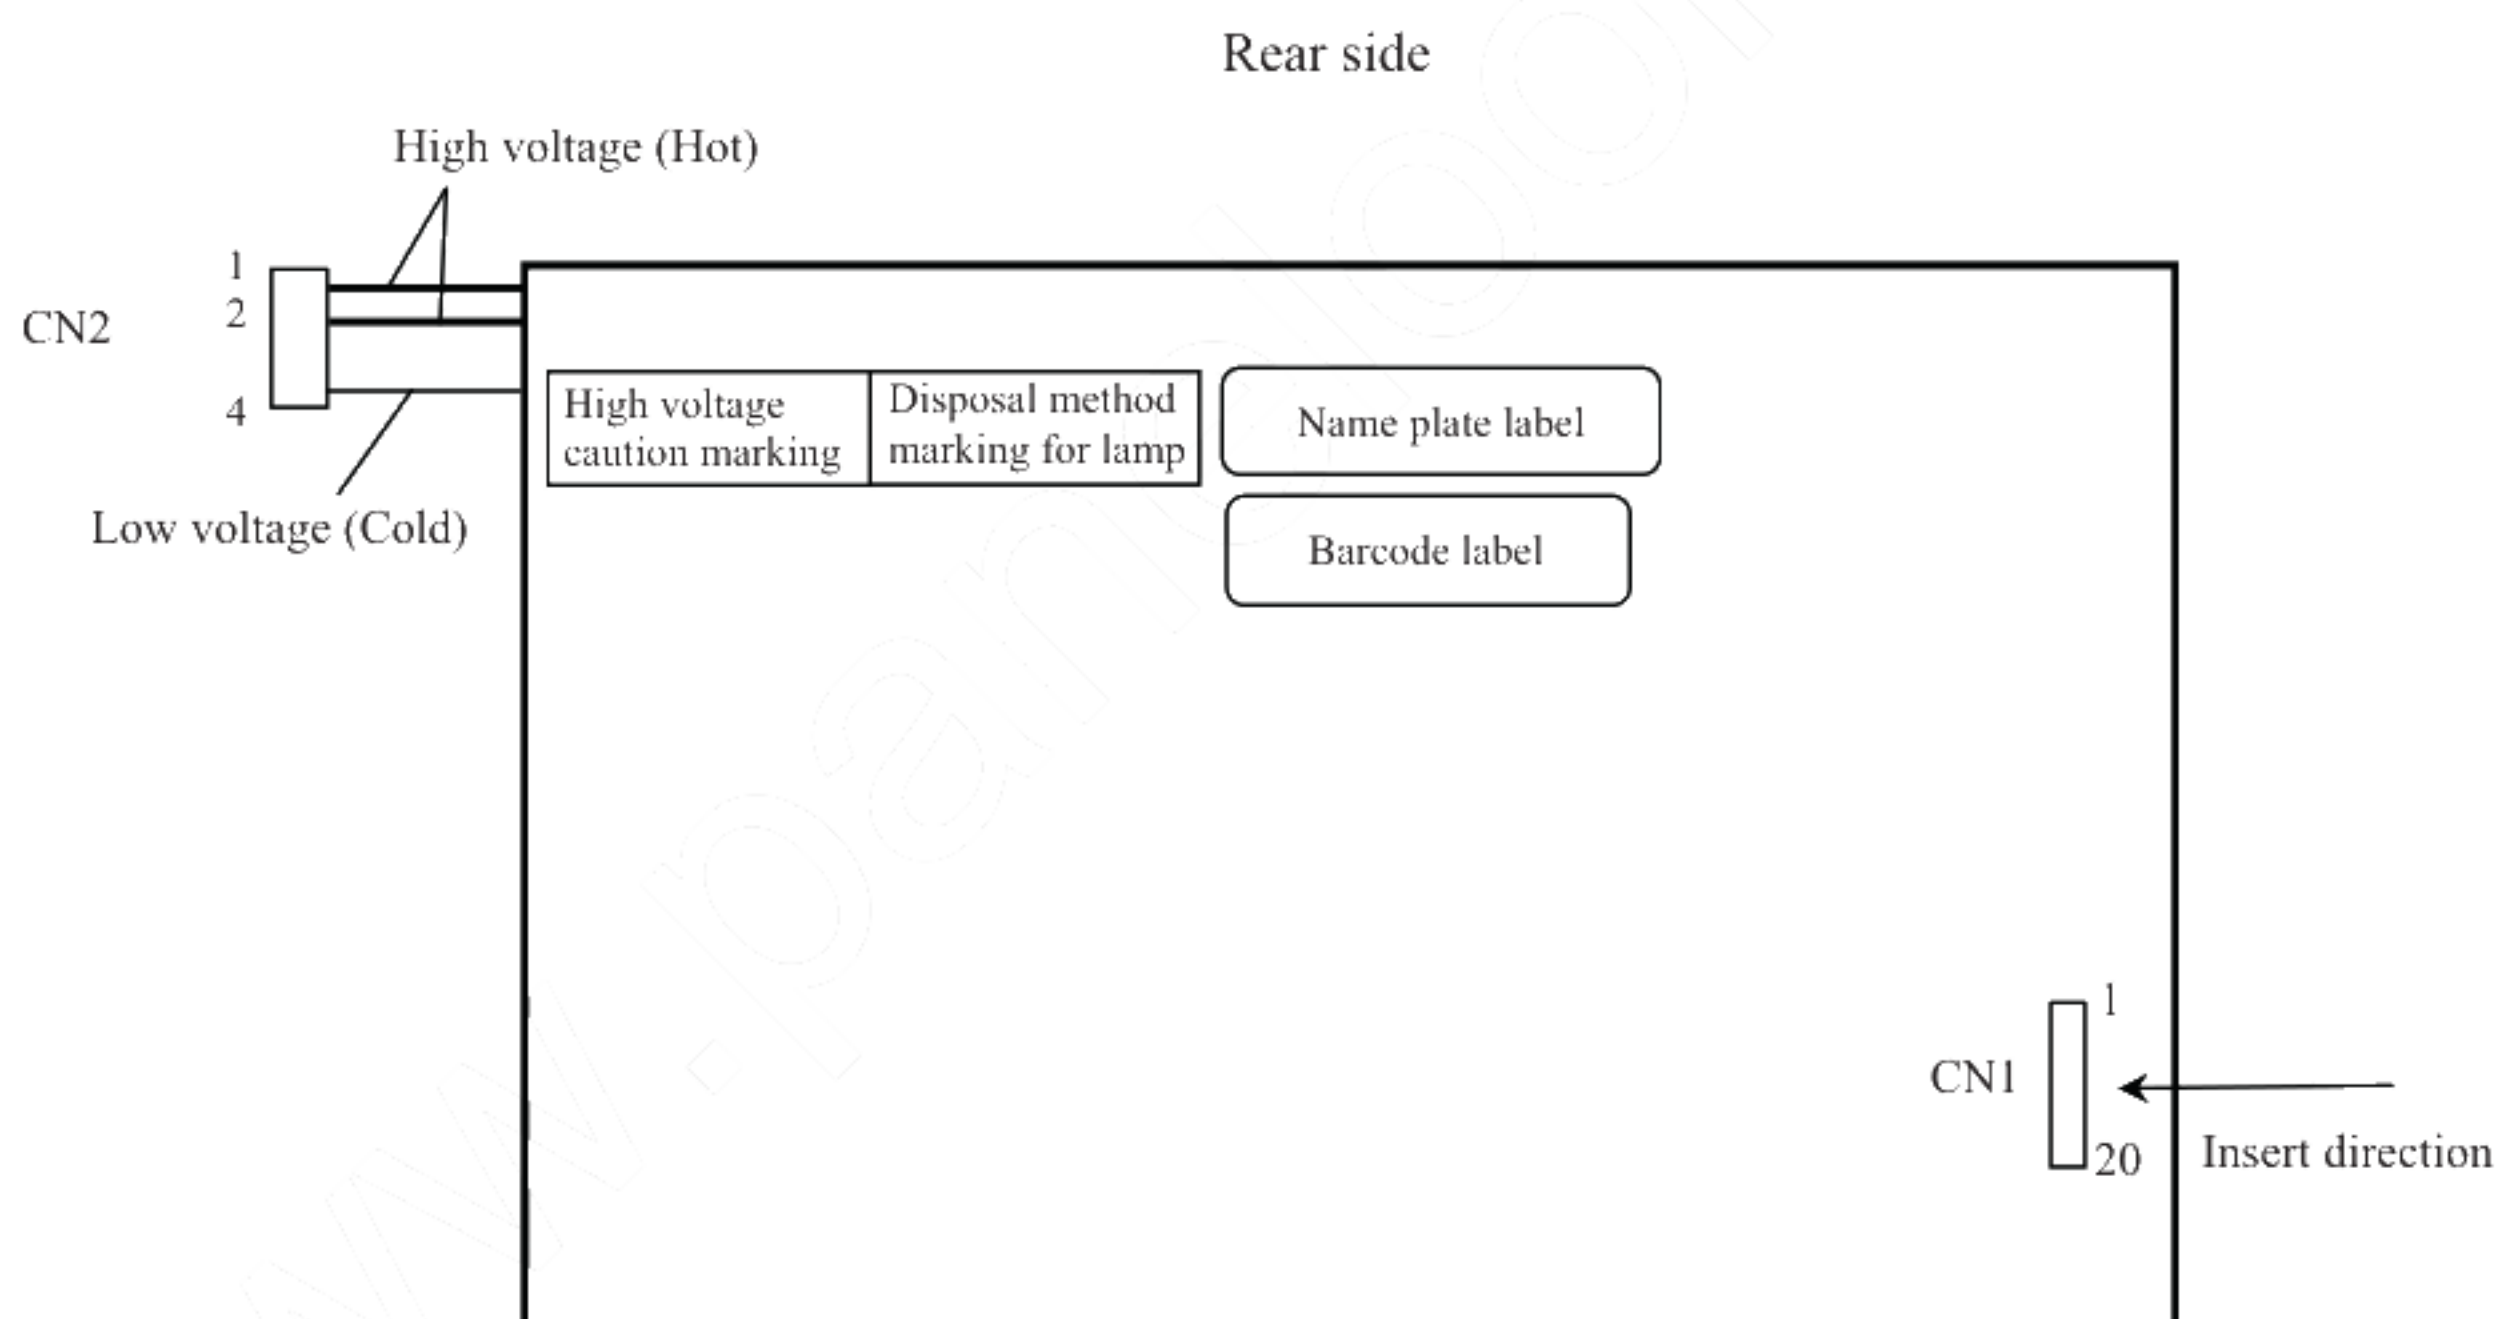 Rear side
High voltage (Hot)
1
2
CN2
4
High voltage
caution marking
Disposal method
marking for lamp
Name plate label
Low voltage (Cold)
Barcode label
1
CN1
20
Insert direction